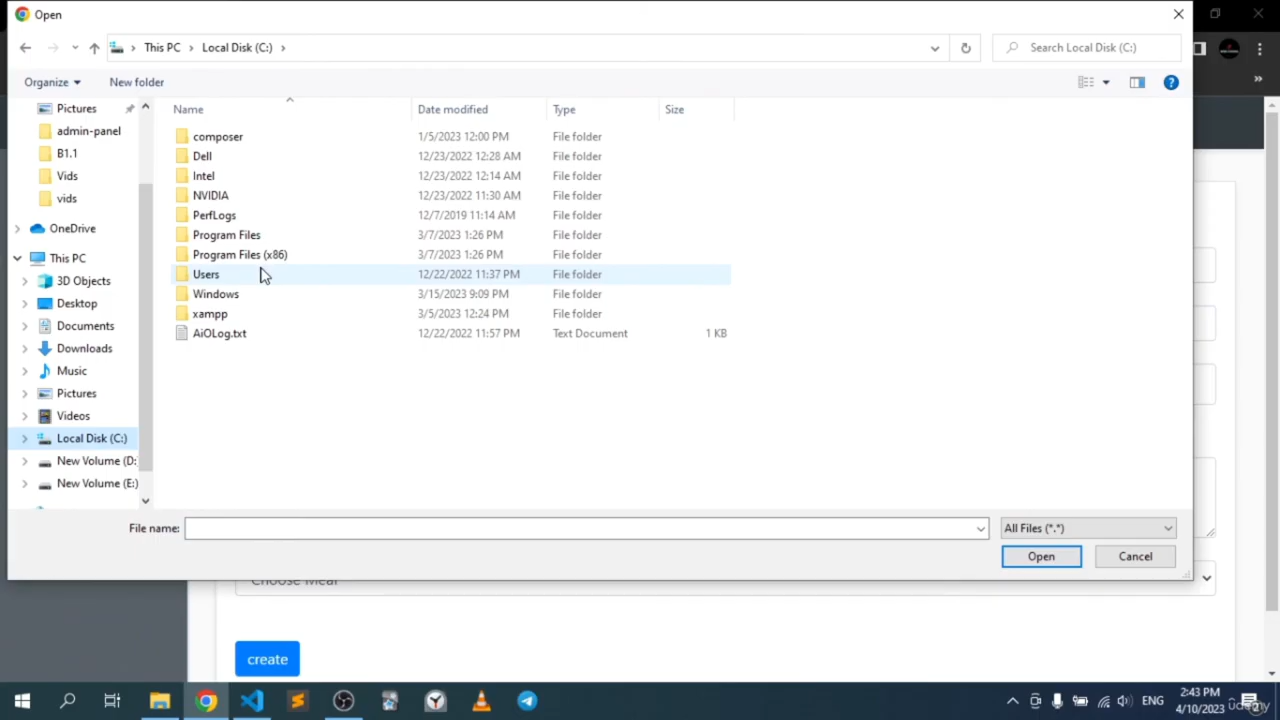 Open
This PC > Local Disk (C:) >
Search Local Disk (C:)
Organize
New folder
Name
Date modified
Type
Size
Pictures
admin-panel
B1.1
Vids
vids
OneDrive
This PC
3D Objects
Desktop
Documents
Downloads
Music
Pictures
Videos
Local Disk (C:)
New Volume (D:
New Volume (E:)
composer 1/5/2023 12:00 PM File folder
Dell 12/23/2022 12:28 AM File folder
Intel 12/23/2022 12:14 AM File folder
NVIDIA 12/23/2022 11:30 AM File folder
PerfLogs 12/7/2019 11:14 AM File folder
Program Files 3/7/2023 1:26 PM File folder
Program Files (x86) 3/7/2023 1:26 PM File folder
Users 12/22/2022 11:37 PM File folder
Windows 3/15/2023 9:09 PM File folder
xampp 3/5/2023 12:24 PM File folder
AiOLog.txt 12/22/2022 11:57 PM Text Document 1 KB
File name:
All Files (*.*)
Open
Cancel
Choose Meal
create
ENG
2:43 PM
4/10/2023
udemy